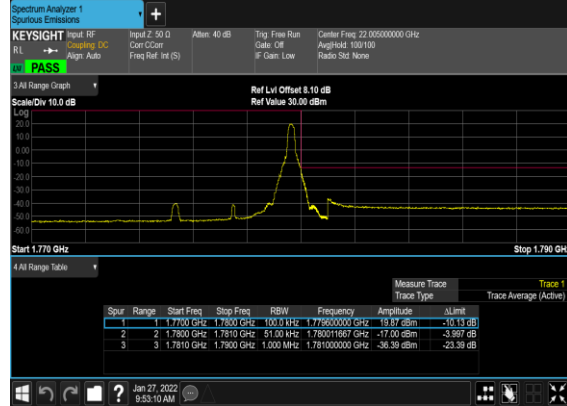 Spectrum Analyzer 1
Spurious Emissions
+
KEYSIGHT Input: RF Input Z: 50 Ω Atten: 40 dB Trig: Free Run Center Freq: 22.005000000 GHz
RL Coupling: DC Corr CCorr Gate: Off Avg|Hold: 100/100
Align: Auto Freq Ref: Int (S) IF Gain: Low Radio Std: None
PASS
3 All Range Graph
Ref Lvl Offset 8.10 dB
Scale/Div 10.0 dB Ref Value 30.00 dBm
Log
20.0
10.0
0.00
-10.0
-20.0
-30.0
-40.0
-50.0
-60.0
Start 1.770 GHz Stop 1.790 GH
4 All Range Table
Measure Trace Trace 1
Trace Type Trace Average (Active)
Spur Range Start Freq Stop Freq RBW Frequency Amplitude ΔLimit
1 1 1.7700 GHz 1.7800 GHz 100.0 kHz 1.779600000 GHz 19.87 dBm -10.13 dB
2 2 1.7800 GHz 1.7810 GHz 51.00 kHz 1.780011667 GHz -17.00 dBm -3.997 dB
3 3 1.7810 GHz 1.7900 GHz 1.000 MHz 1.781000000 GHz -36.39 dBm -23.39 dB
? Jan 27, 2022
9:53:10 AM